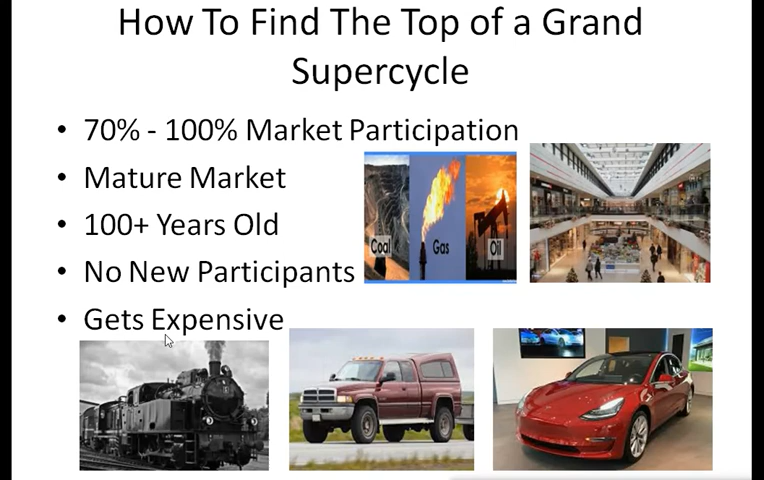 How To Find The Top of a Grand
Supercycle
• 70% - 100% Market Participation
• Mature Market
• 100+ Years Old
• No New Participants
• Gets Expensive
Coal Gas Oil